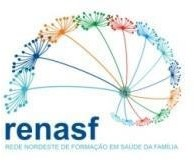 renasf
REDE NORDESTE DE FORMAÇÃO EM SAÚDE DA FAMÍLIA